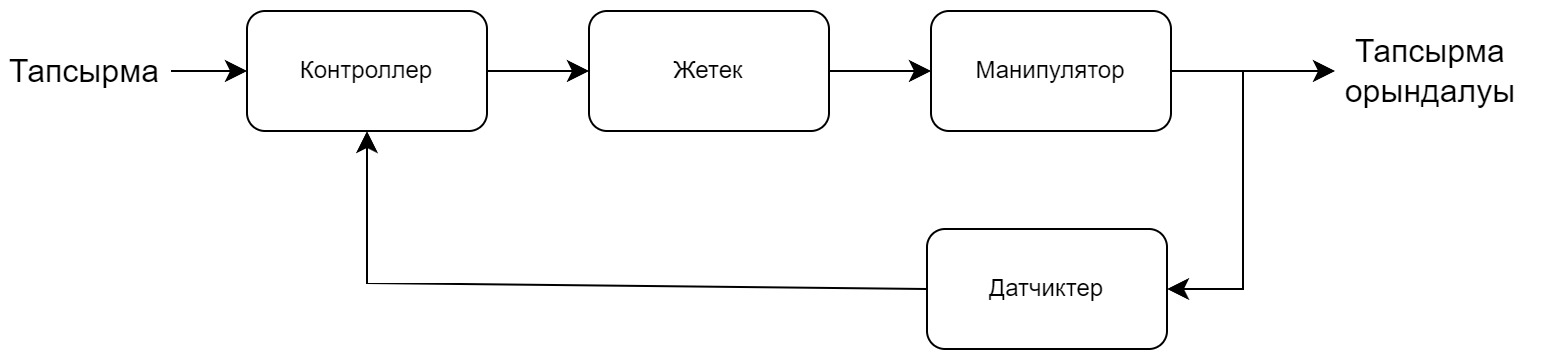 Тапсырма
Контроллер
Жетек
Манипулятор
Тапсырма
орындалуы
Датчиктер